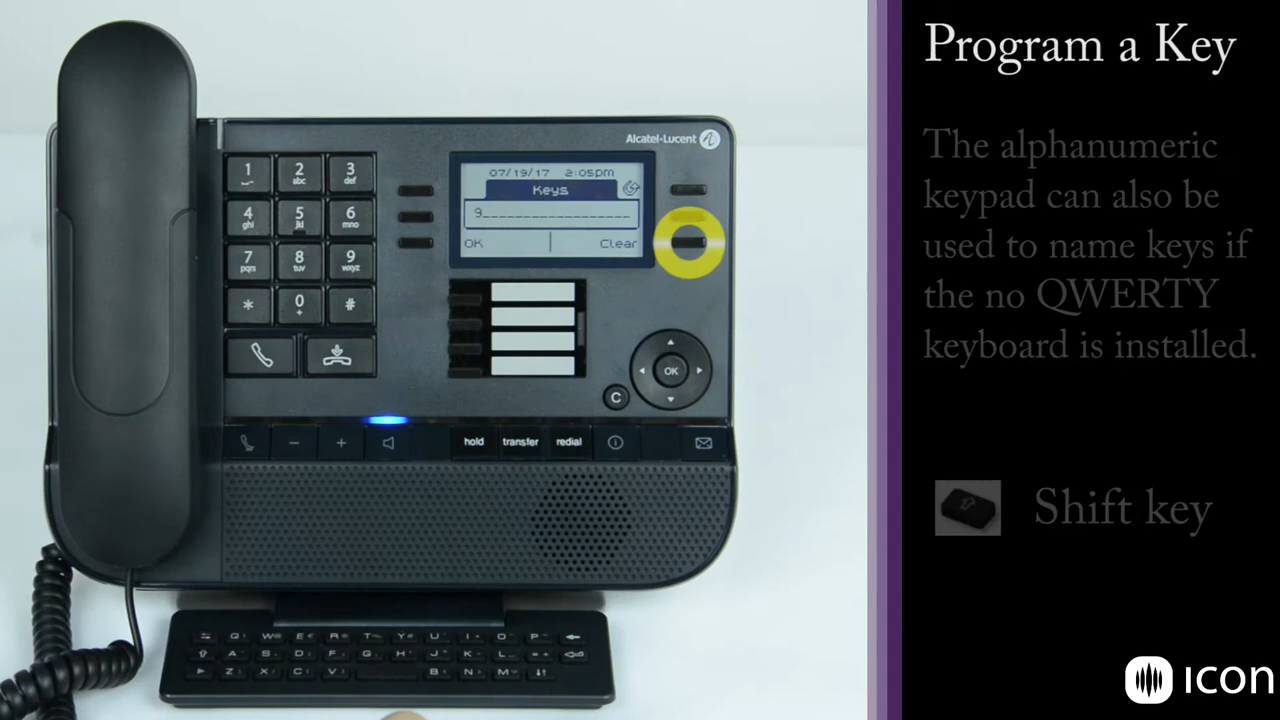 Program a Key
The alphanumeric
keypad can also be
used to name keys if
the no QWERTY
keyboard is installed.
Shift key
icon
Alcatel-Lucent
07/19/17 2:05pm
Keys
9_________________
OK Clear
1 2 abc 3 def
4 ghi 5 jkl 6 mno
7 pqrs 8 tuv 9 wxyz
* 0 + #
OK
C
− +
hold transfer redial
i
Q W E R T Y U I O P
A S D F G H J K L
Z X C V B N M